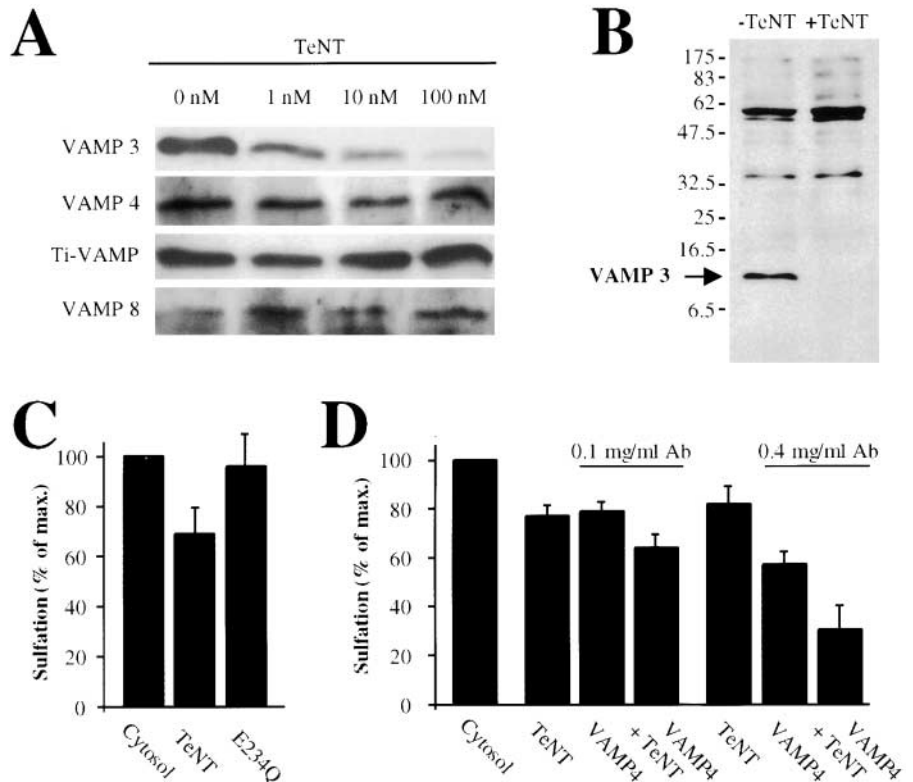 A
TeNT
0 nM 1 nM 10 nM 100 nM
VAMP 3
VAMP 4
Ti-VAMP
VAMP 8
B
-TeNT +TeNT
175
83
62
47.5
32.5
25
16.5
VAMP 3
6.5
C
Sulfation (% of max.)
100
80
60
40
20
0
Cytosol
TeNT
E234Q
D
0.1 mg/ml Ab
0.4 mg/ml Ab
Sulfation (% of max.)
100
80
60
40
20
0
Cytosol
TeNT
VAMP4
VAMP4
+ TeNT
TeNT
VAMP4
VAMP4
+ TeNT